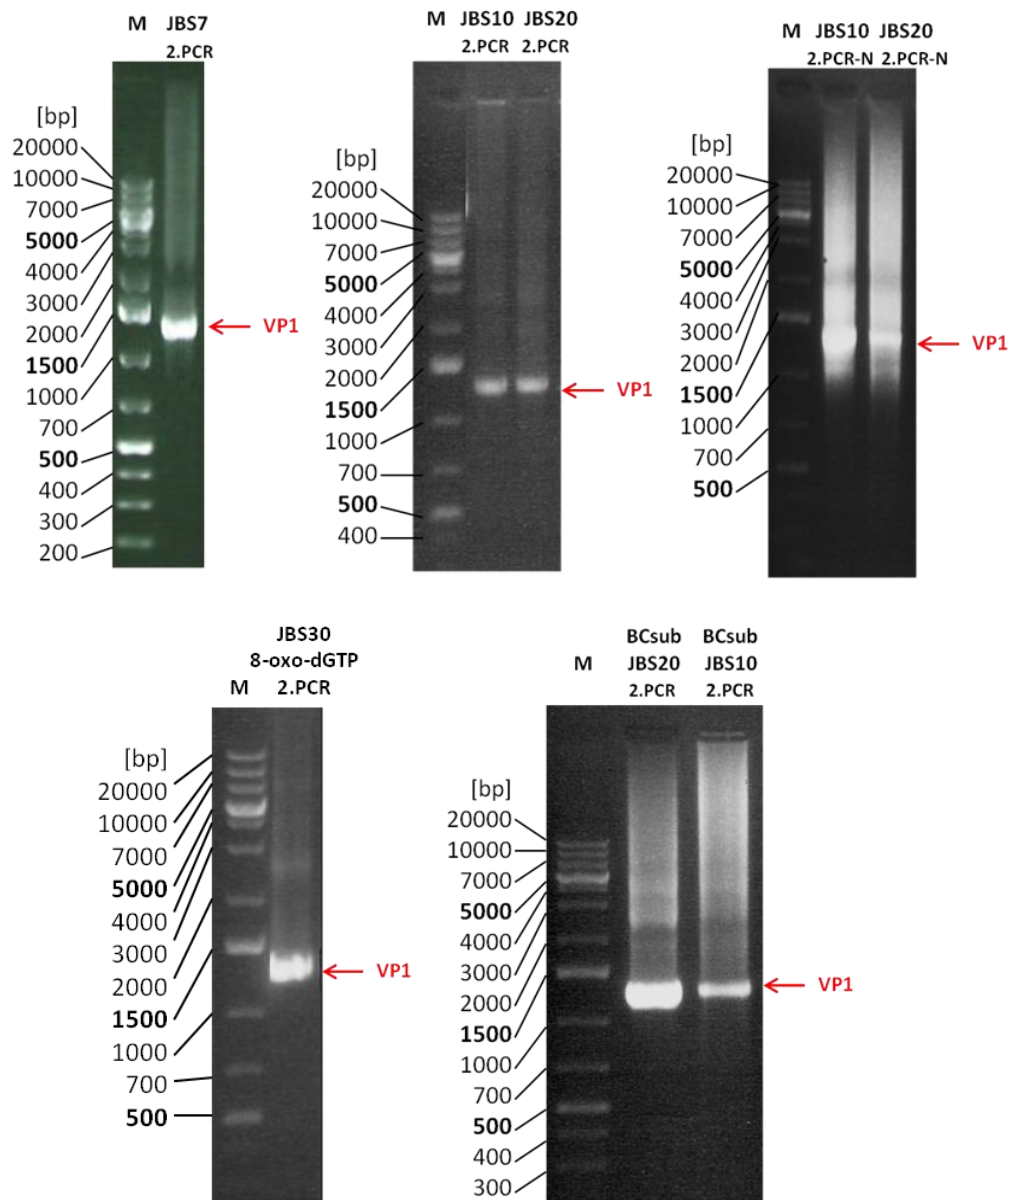 M JBS7
2.PCR
[bp]
20000
10000
7000
5000
4000
3000
2000
1500
1000
700
500
400
300
200
VP1
M JBS10 JBS20
2.PCR 2.PCR
[bp]
20000
10000
7000
5000
4000
3000
2000
1500
1000
700
500
400
VP1
M JBS10 JBS20
2.PCR-N 2.PCR-N
[bp]
20000
10000
7000
5000
4000
3000
2000
1500
1000
700
500
VP1
JBS30
8-oxo-dGTP
M 2.PCR
[bp]
20000
10000
7000
5000
4000
3000
2000
1500
1000
700
500
VP1
BCsub BCsub
M JBS20 JBS10
2.PCR 2.PCR
[bp]
20000
10000
7000
5000
4000
3000
2000
1500
1000
700
500
400
300
VP1